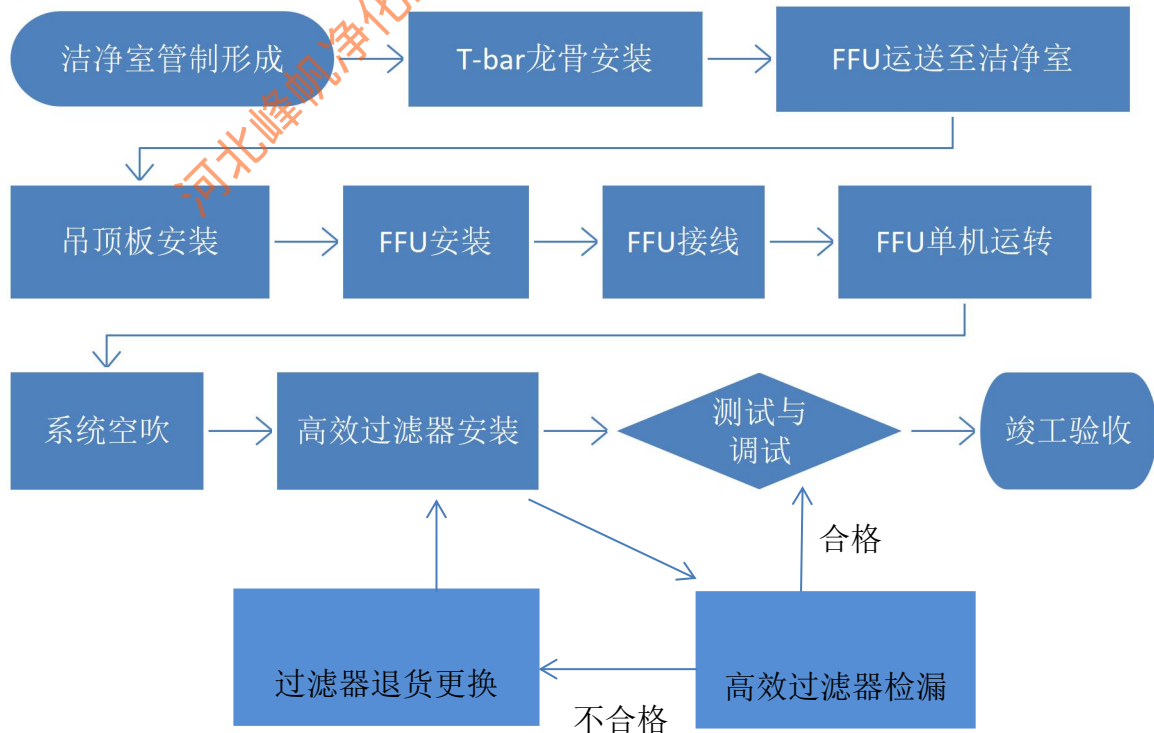 洁净室管制形成
T-bar龙骨安装
FFU运送至洁净室
河北峰帆净化
吊顶板安装
FFU安装
FFU接线
FFU单机运转
系统空吹
高效过滤器安装
测试与
调试
竣工验收
合格
过滤器退货更换
高效过滤器检漏
不合格